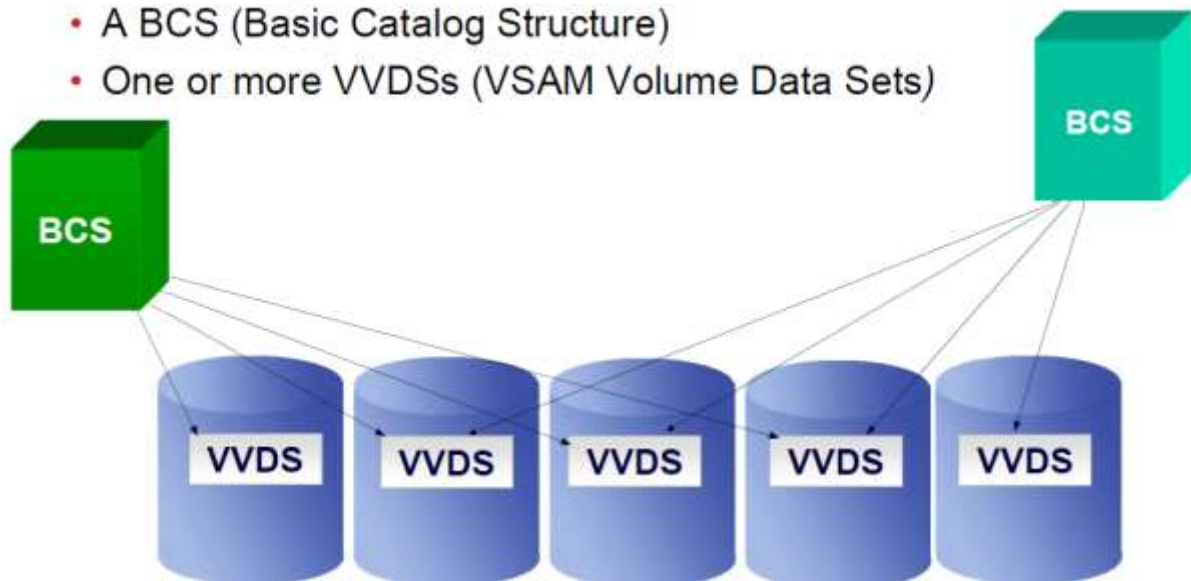 • A BCS (Basic Catalog Structure)
• One or more VVDSs (VSAM Volume Data Sets)
BCS
BCS
VVDS
VVDS
VVDS
VVDS
VVDS